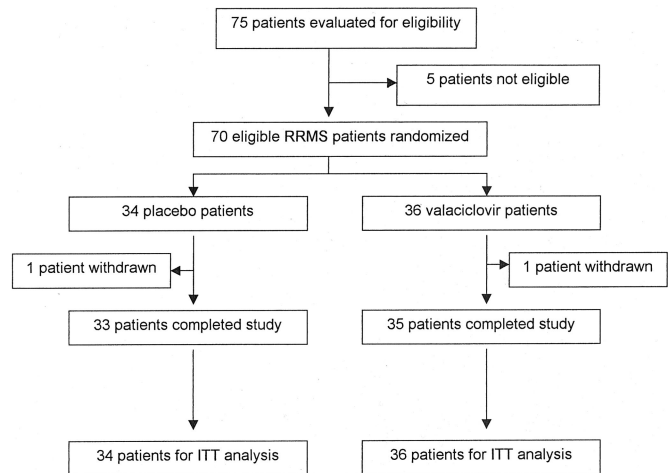 75 patients evaluated for eligibility
5 patients not eligible
70 eligible RRMS patients randomized
34 placebo patients
36 valaciclovir patients
1 patient withdrawn
1 patient withdrawn
33 patients completed study
35 patients completed study
34 patients for ITT analysis
36 patients for ITT analysis